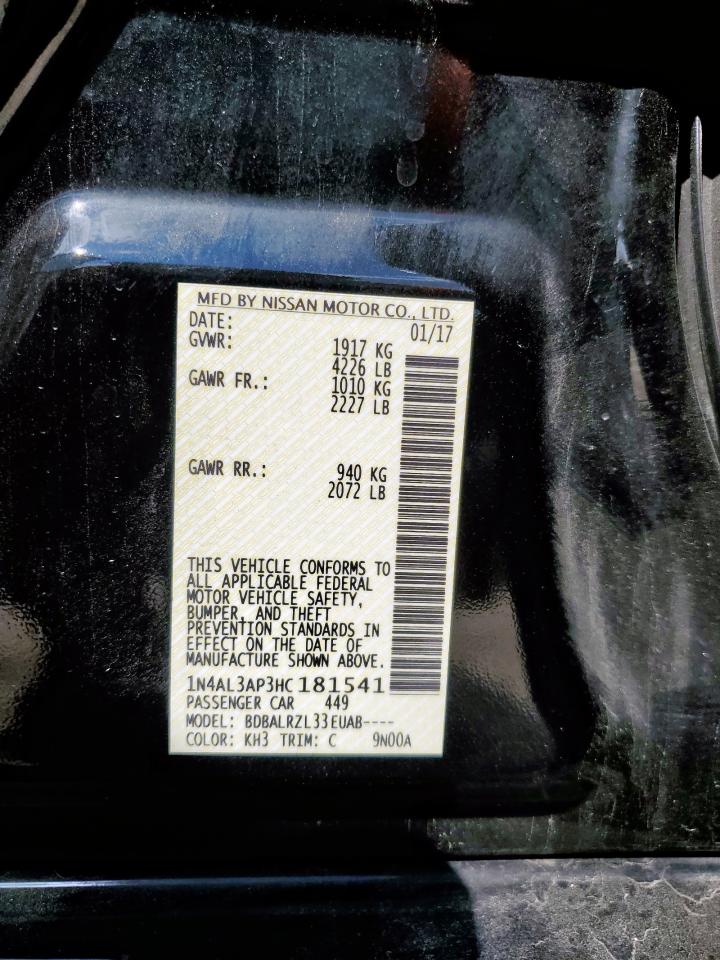 MFD BY NISSAN MOTOR CO., LTD.
DATE: 01/17
GVWR: 1917 KG
4226 LB
GAWR FR.: 1010 KG
2227 LB
GAWR RR.: 940 KG
2072 LB
THIS VEHICLE CONFORMS TO
ALL APPLICABLE FEDERAL
MOTOR VEHICLE SAFETY,
BUMPER, AND THEFT
PREVENTION STANDARDS IN
EFFECT ON THE DATE OF
MANUFACTURE SHOWN ABOVE.
1N4AL3AP3HC181541
PASSENGER CAR 449
MODEL: BDBALRZL33EUAB----
COLOR: KH3 TRIM: C 9N00A